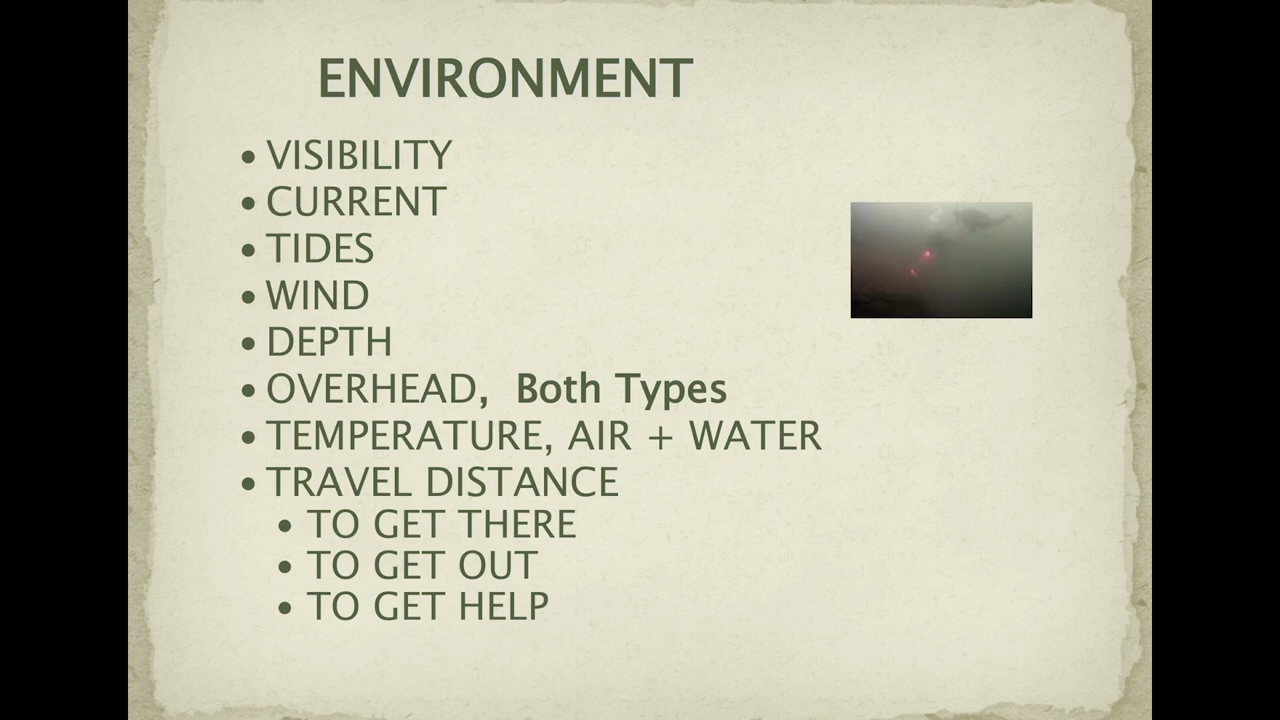 ENVIRONMENT
• VISIBILITY
• CURRENT
• TIDES
• WIND
• DEPTH
• OVERHEAD, Both Types
• TEMPERATURE, AIR + WATER
• TRAVEL DISTANCE
• TO GET THERE
• TO GET OUT
• TO GET HELP